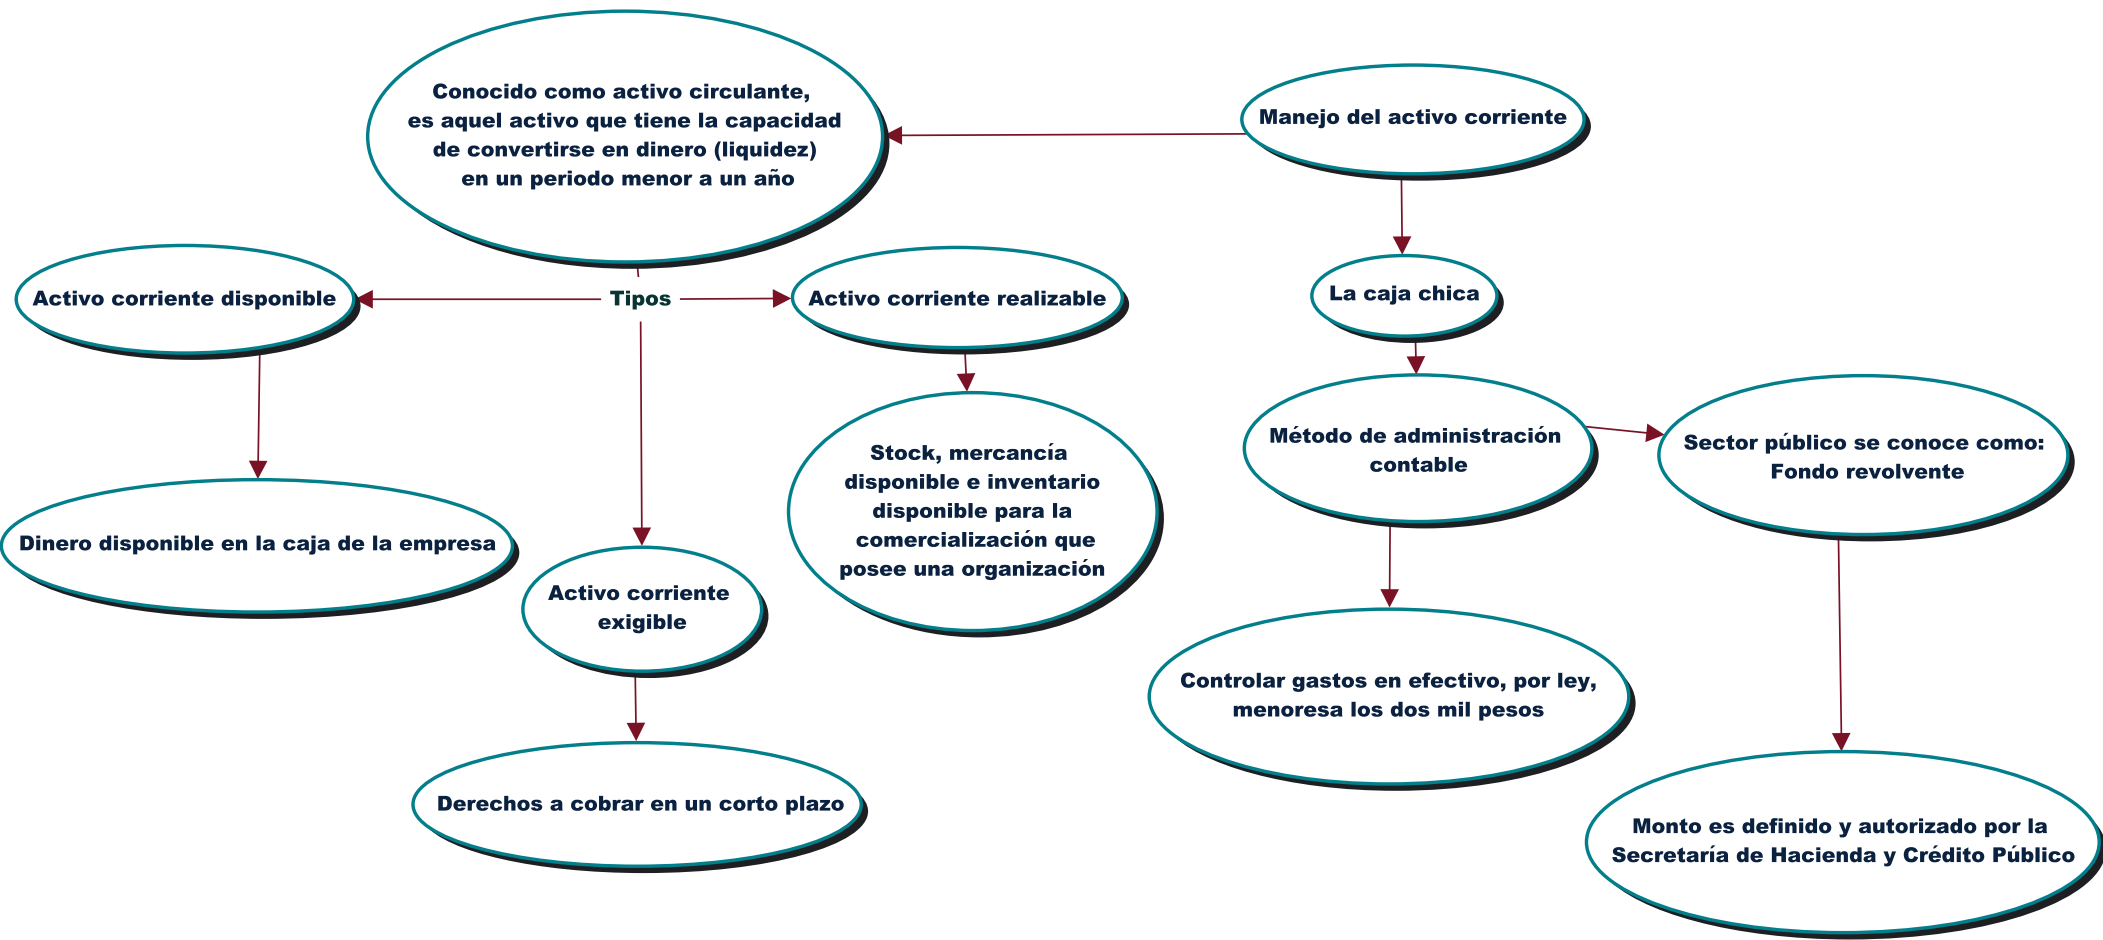 Conocido como activo circulante,
es aquel activo que tiene la capacidad
de convertirse en dinero (liquidez)
en un periodo menor a un año
Manejo del activo corriente
Activo corriente disponible
Tipos
Activo corriente realizable
La caja chica
Método de administración
contable
Sector público se conoce como:
Fondo revolvente
Stock, mercancía
disponible e inventario
disponible para la
comercialización que
posee una organización
Dinero disponible en la caja de la empresa
Activo corriente
exigible
Controlar gastos en efectivo, por ley,
menoresa los dos mil pesos
Derechos a cobrar en un corto plazo
Monto es definido y autorizado por la
Secretaría de Hacienda y Crédito Público